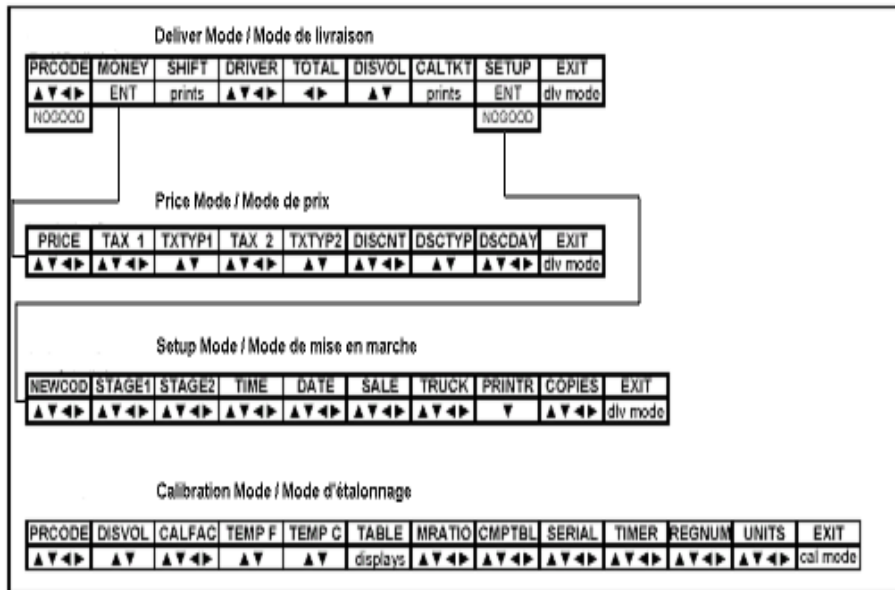 Deliver Mode / Mode de livraison
PRCODE MONEY SHIFT DRIVER TOTAL DISVOL CALTKT SETUP EXIT
▲▼◄► ENT prints ▲▼◄► ◄► ▲▼ prints ENT dlv mode
NOGOOD NOGOOD
Price Mode / Mode de prix
PRICE TAX 1 TXTYP1 TAX 2 TXTYP2 DISCNT DSCTYP DSCDAY EXIT
▲▼◄► ▲▼◄► ▲▼ ▲▼◄► ▲▼ ▲▼◄► ▲▼ ▲▼◄► dlv mode
Setup Mode / Mode de mise en marche
NEWCOD STAGE1 STAGE2 TIME DATE SALE TRUCK PRINTR COPIES EXIT
▲▼◄► ▲▼◄► ▲▼◄► ▲▼◄► ▲▼◄► ▲▼◄► ▲▼◄► ▼ ▲▼◄► dlv mode
Calibration Mode / Mode d'étalonnage
PRCODE DISVOL CALFAC TEMP F TEMP C TABLE MRATIO CMPTBL SERIAL TIMER REGNUM UNITS EXIT
▲▼◄► ▲▼ ▲▼◄► ▲▼ ▲▼ displays ▲▼◄► ▲▼◄► ▲▼◄► ▲▼◄► ▲▼◄► ▲▼◄► cal mode